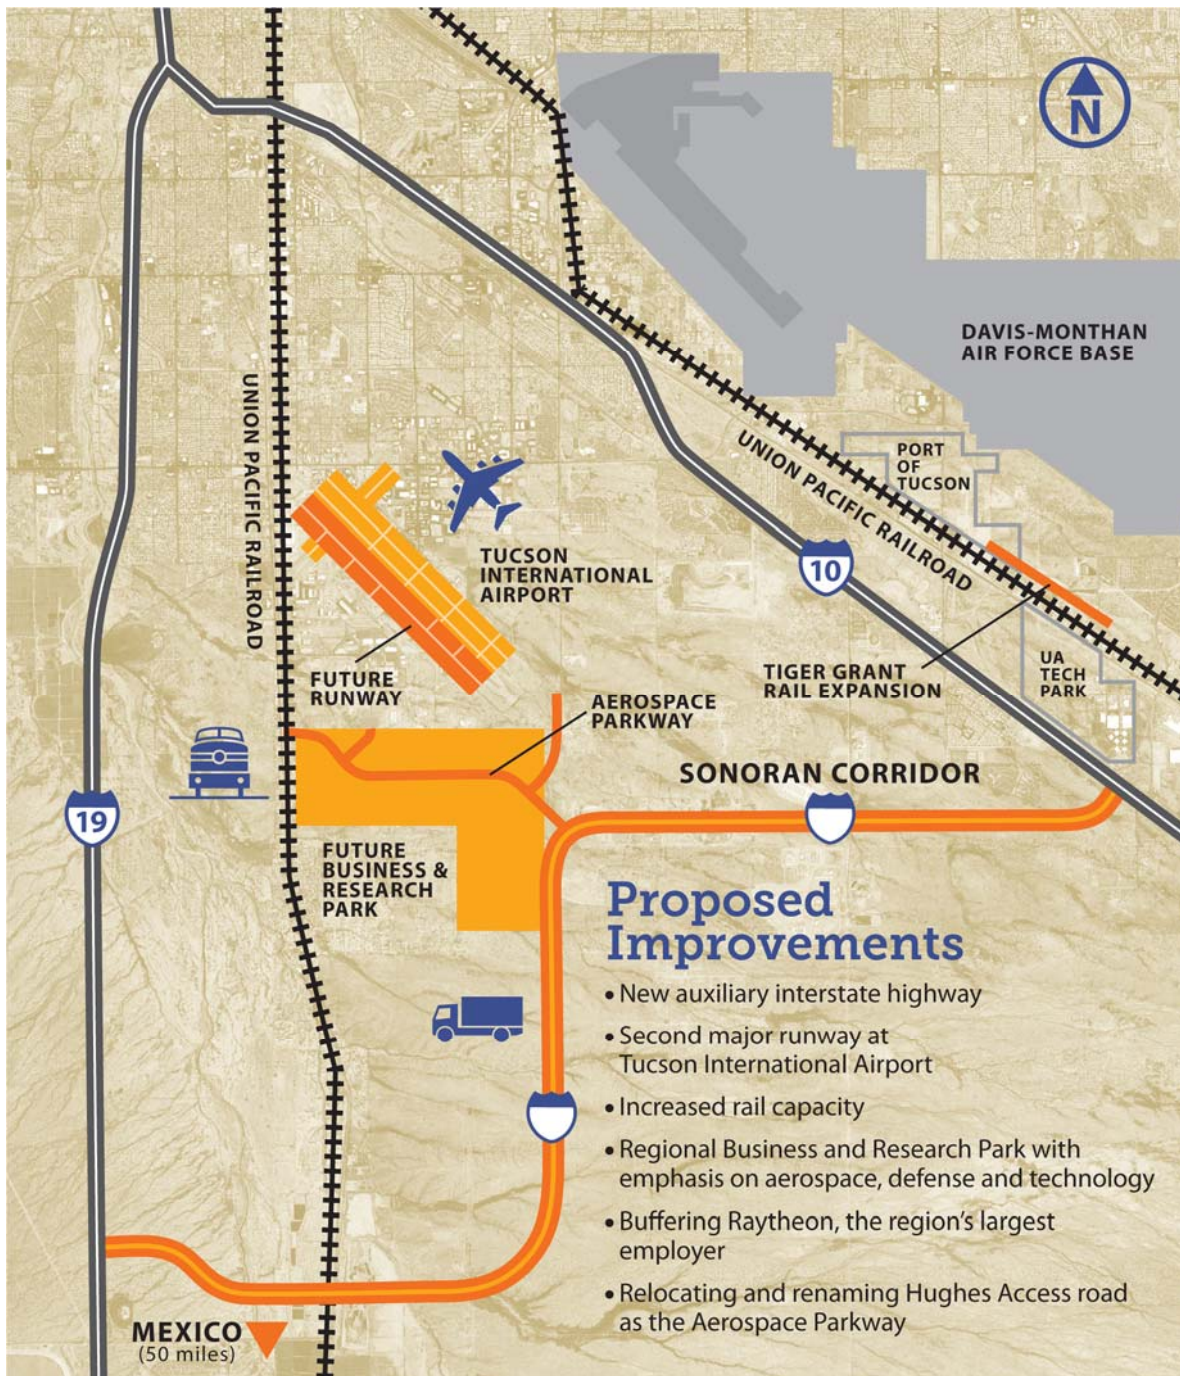 N
DAVIS-MONTHAN
AIR FORCE BASE
UNION PACIFIC RAILROAD
UNION PACIFIC RAILROAD
PORT
OF
TUCSON
10
TUCSON
INTERNATIONAL
AIRPORT
FUTURE
RUNWAY
TIGER GRANT
RAIL EXPANSION
UA
TECH
PARK
AEROSPACE
PARKWAY
SONORAN CORRIDOR
19
FUTURE
BUSINESS &
RESEARCH
PARK
Proposed
Improvements
• New auxiliary interstate highway
• Second major runway at
Tucson International Airport
• Increased rail capacity
• Regional Business and Research Park with
emphasis on aerospace, defense and technology
• Buffering Raytheon, the region’s largest
employer
• Relocating and renaming Hughes Access road
as the Aerospace Parkway
MEXICO
(50 miles)